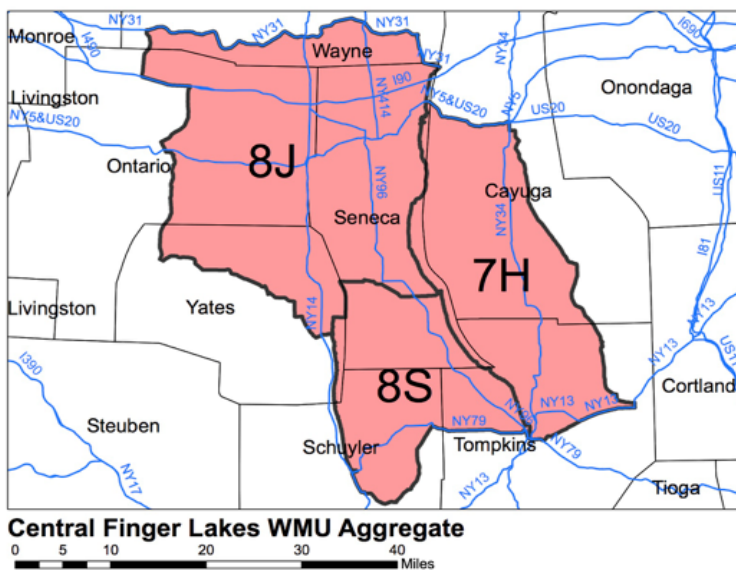 NY31
NY31
NY31
Monroe
I490
Wayne
NY34
I690
I90
NY414
Livingston
Onondaga
NY5&US20
NY5
US20
US20
NY5&US20
Ontario
8J
Cayuga
US11
NY96
Seneca
NY34
I81
7H
Livingston
Yates
NY14
NY13
NY13
US11
I390
8S
Cortland
NY13
NY13
Steuben
NY79
NY96
Schuyler
Tompkins
NY79
NY17
NY13
Tioga
Central Finger Lakes WMU Aggregate
0 5 10 20 30 40
Miles